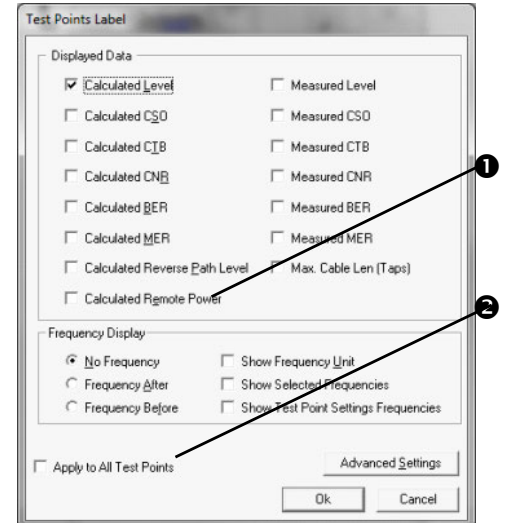 Test Points Label
Displayed Data
Calculated Level Measured Level
Calculated CSO Measured CSO
Calculated CTB Measured CTB
Calculated CNR Measured CNR
Calculated BER Measured BER
Calculated MER Measured MER
Calculated Reverse Path Level Max. Cable Len (Taps)
Calculated Remote Power
Frequency Display
No Frequency Show Frequency Unit
Frequency After Show Selected Frequencies
Frequency Before Show Test Point Settings Frequencies
Apply to All Test Points Advanced Settings
Ok Cancel
❶
❷